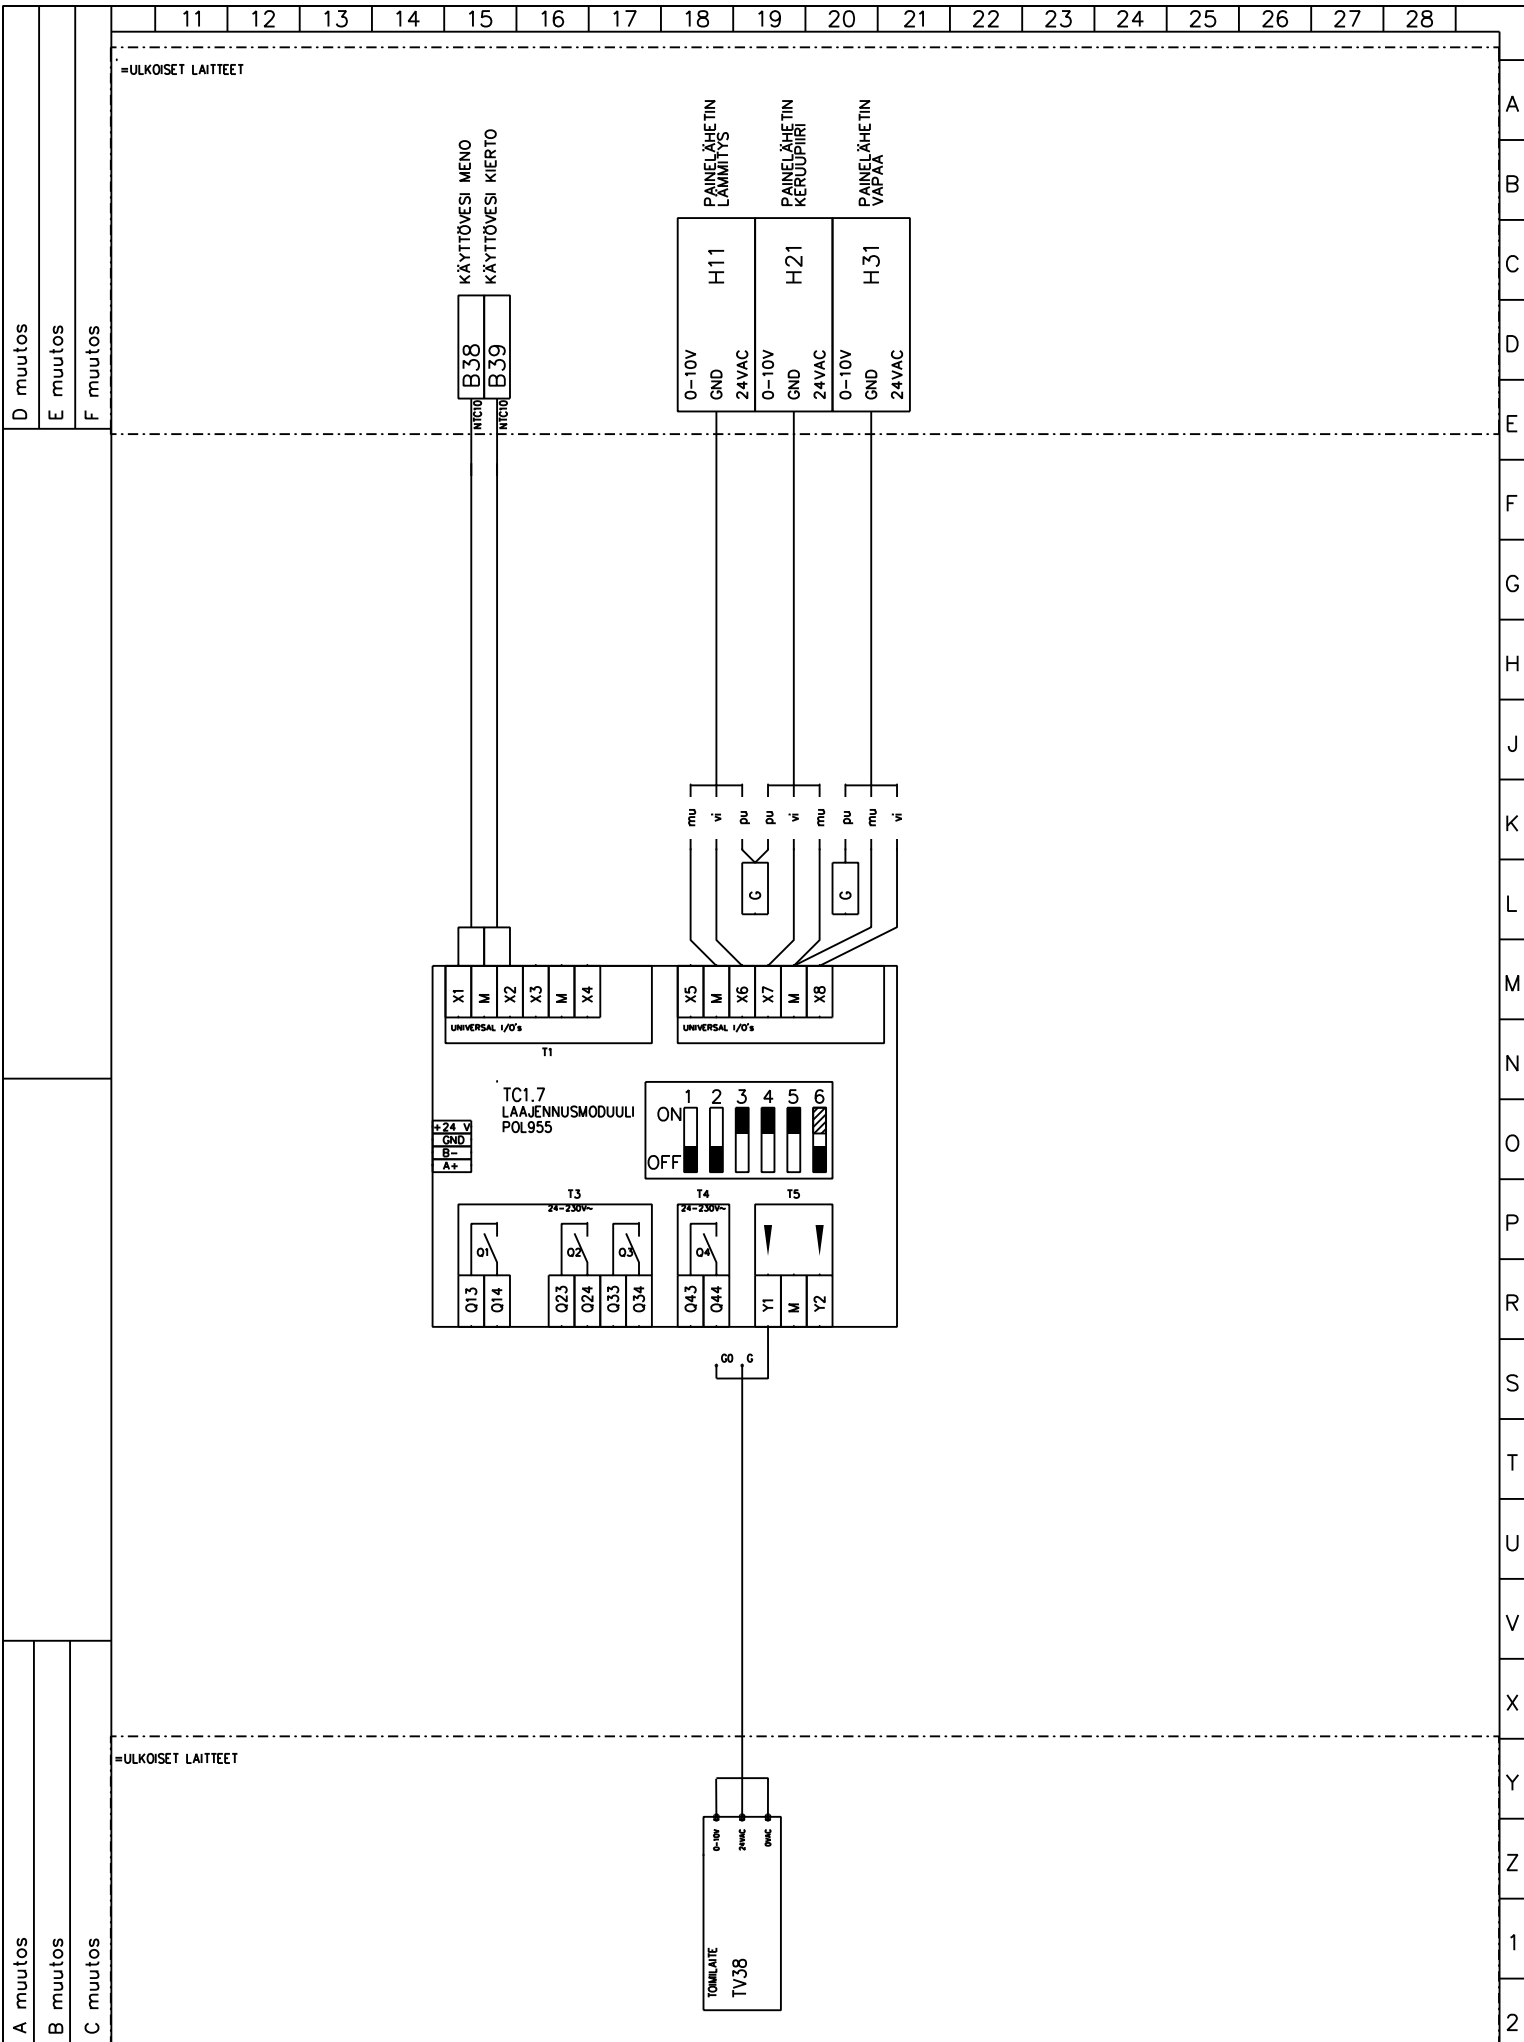 11 12 13 14 15 16 17 18 19 20 21 22 23 24 25 26 27 28
=ULKOISET LAITTEET
A
B
C
D
E
F
G
H
J
K
L
M
N
O
P
R
S
T
U
V
X
Y
Z
1
2
D muutos
E muutos
F muutos
KÄYTTÖVESI MENO
KÄYTTÖVESI KIERTO
B38
B39
NTC10
NTC10
PAINELÄHETIN
LÄMMITYS
PAINELÄHETIN
KERUUPIIRI
PAINELÄHETIN
VAPAA
H11
H21
H31
0-10V
GND
24VAC
0-10V
GND
24VAC
0-10V
GND
24VAC
mu
vi
pu
pu
vi
mu
pu
mu
vi
G
G
X1
M
X2
X3
M
X4
UNIVERSAL I/O's
T1
X5
M
X6
X7
M
X8
UNIVERSAL I/O's
TC1.7
LAAJENNUSMODUULI
POL955
1 2 3 4 5 6
ON
OFF
+24 V
GND
B-
A+
T3
24-230V~
T4
24-230V~
T5
Q1
Q2
Q3
Q4
Q13
Q14
Q23
Q24
Q33
Q34
Q43
Q44
Y1
M
Y2
G0 G
=ULKOISET LAITTEET
0-10V
24VAC
0VAC
TOIMILAITE
TV38
A muutos
B muutos
C muutos